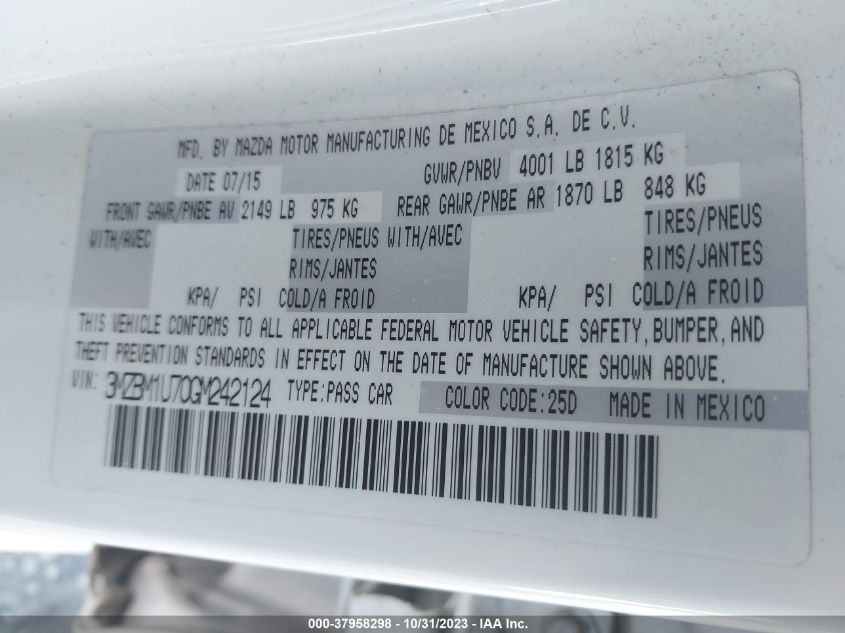 MFD. BY MAZDA MOTOR MANUFACTURING DE MEXICO S.A. DE C.V.
DATE 07/15 GVWR/PNBV 4001 LB 1815 KG
FRONT GAWR/PNBE AV 2149 LB 975 KG REAR GAWR/PNBE AR 1870 LB 848 KG
WITH/AVEC TIRES/PNEUS WITH/AVEC TIRES/PNEUS
RIMS/JANTES RIMS/JANTES
KPA/ PSI COLD/A FROID KPA/ PSI COLD/A FROID
THIS VEHICLE CONFORMS TO ALL APPLICABLE FEDERAL MOTOR VEHICLE SAFETY, BUMPER, AND
THEFT PREVENTION STANDARDS IN EFFECT ON THE DATE OF MANUFACTURE SHOWN ABOVE.
VIN: 3MZBM1U70GM242124 TYPE:PASS CAR COLOR CODE:25D MADE IN MEXICO
000-37958298 - 10/31/2023 - IAA Inc.